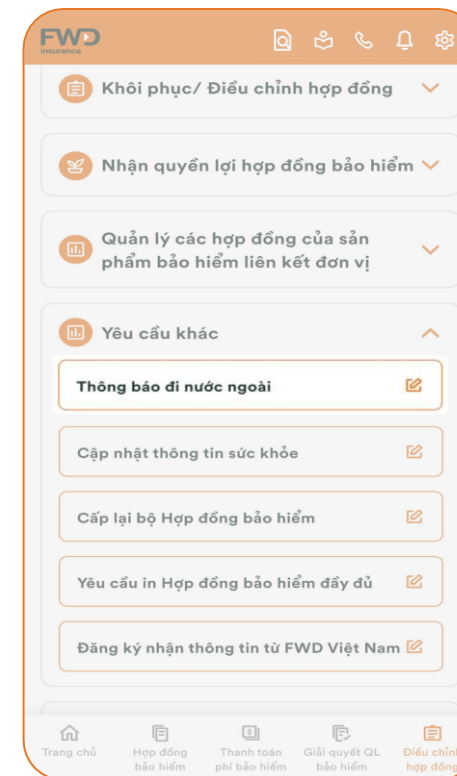 FWD
insurance
Khôi phục/ Điều chỉnh hợp đồng
Nhận quyền lợi hợp đồng bảo hiểm
Quản lý các hợp đồng của sản
phẩm bảo hiểm liên kết đơn vị
Yêu cầu khác
Thông báo đi nước ngoài
Cập nhật thông tin sức khỏe
Cấp lại bộ Hợp đồng bảo hiểm
Yêu cầu in Hợp đồng bảo hiểm đầy đủ
Đăng ký nhận thông tin từ FWD Việt Nam
Trang chủ
Hợp đồng
bảo hiểm
Thanh toán
phí bảo hiểm
Giải quyết QL
bảo hiểm
Điều chỉnh
hợp đồng